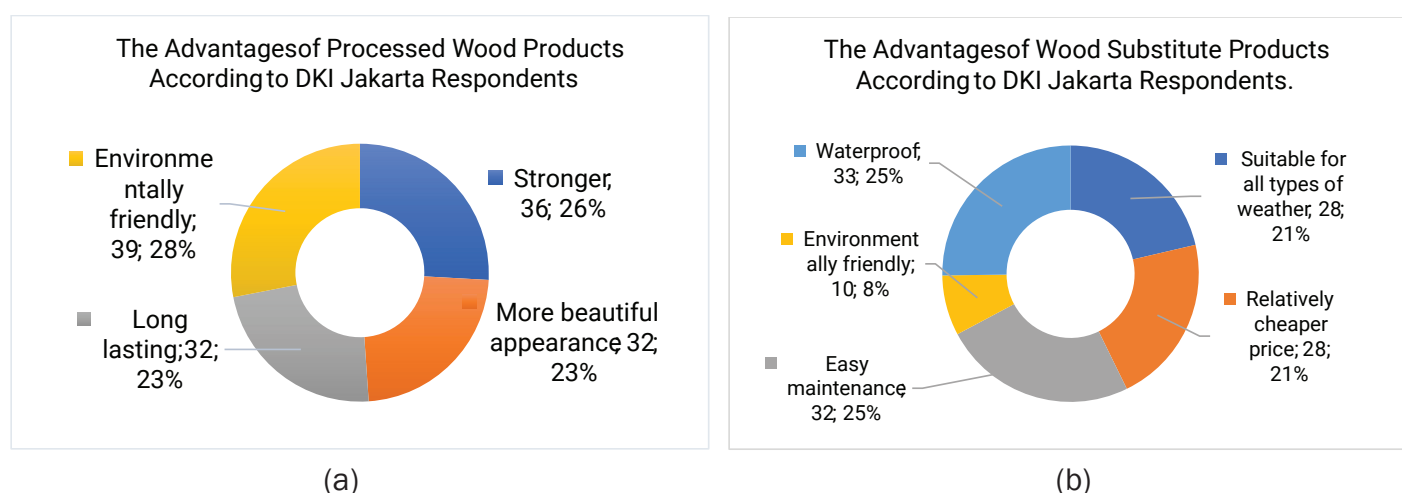 The Advantagesof Processed Wood Products
According to DKI Jakarta Respondents
Environme
ntally
friendly;
39; 28%
Stronger,
36; 26%
Long
lasting;32;
23%
More beautiful
appearance, 32;
23%
(a)
The Advantagesof Wood Substitute Products
According to DKI Jakarta Respondents.
Waterproof,
33; 25%
Suitable for
all types of
weather, 28;
21%
Environment
ally friendly;
10; 8%
Relatively
cheaper
price; 28;
21%
Easy
maintenance,
32; 25%
(b)